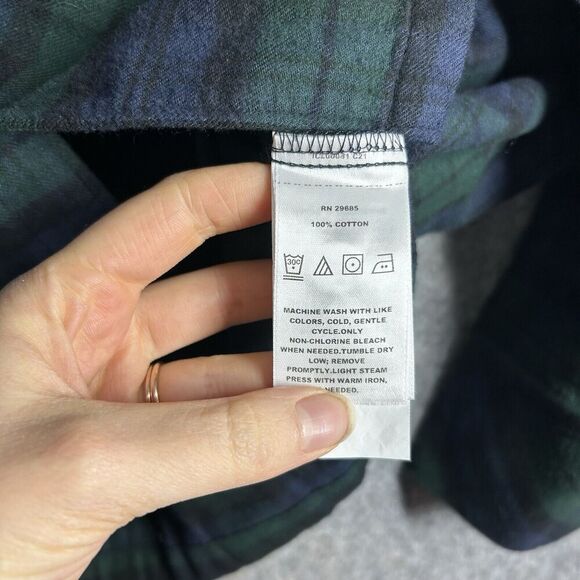 RN 29685
100% COTTON
30C
MACHINE WASH WITH LIKE
COLORS, COLD, GENTLE
CYCLE.ONLY
NON-CHLORINE BLEACH
WHEN NEEDED.TUMBLE DRY
LOW; REMOVE
PROMPTLY.LIGHT STEAM
PRESS WITH WARM IRON,
NEEDED.